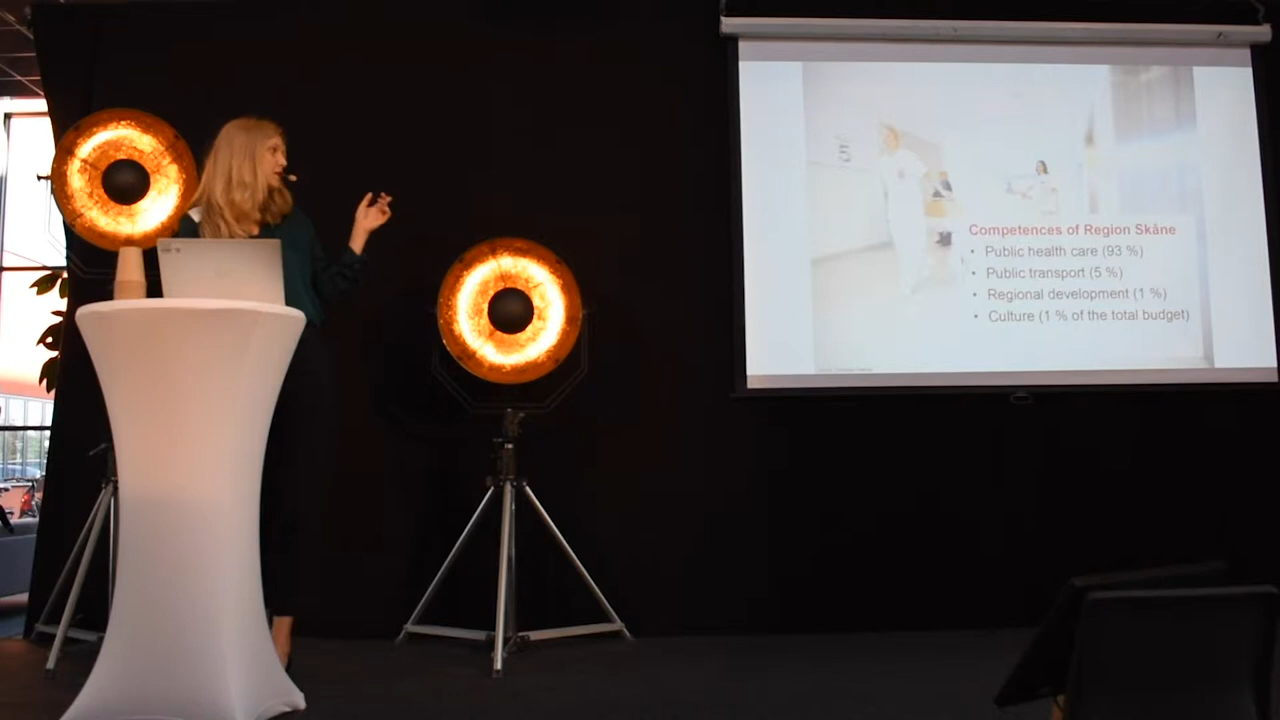 Competences of Region Skåne
• Public health care (93 %)
• Public transport (5 %)
• Regional development (1 %)
• Culture (1 % of the total budget)
5